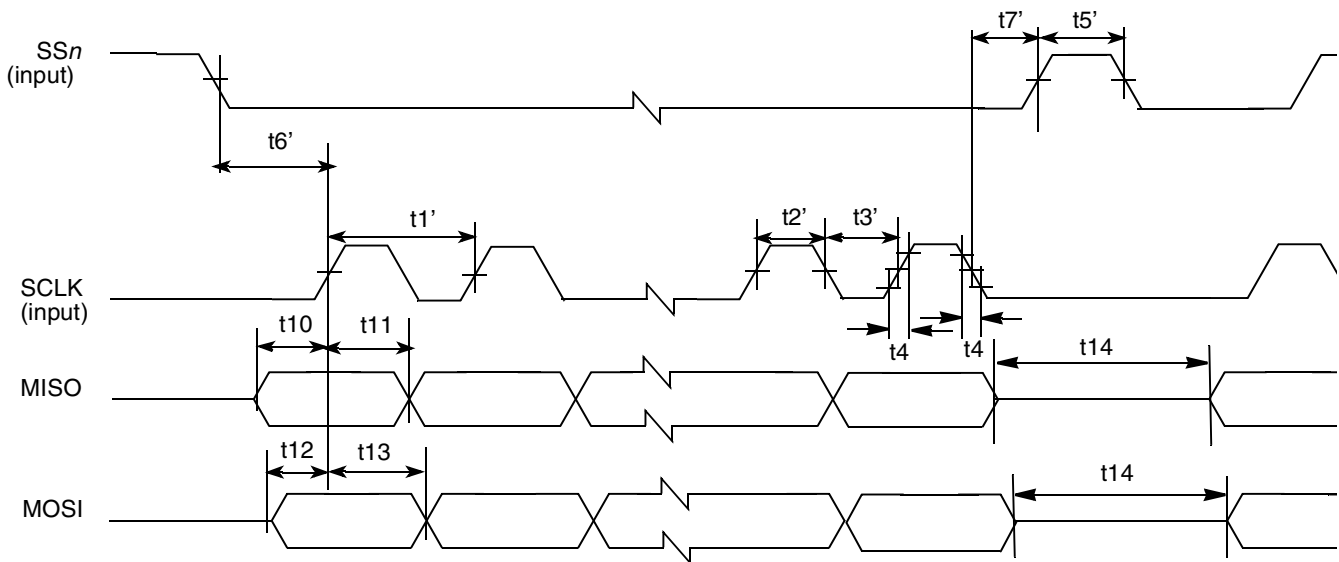 t7’ t5’
SSn
(input)
t6’
t1’ t2’ t3’
SCLK
(input)
t10 t11 t4 t4 t14
MISO
t12 t13 t14
MOSI